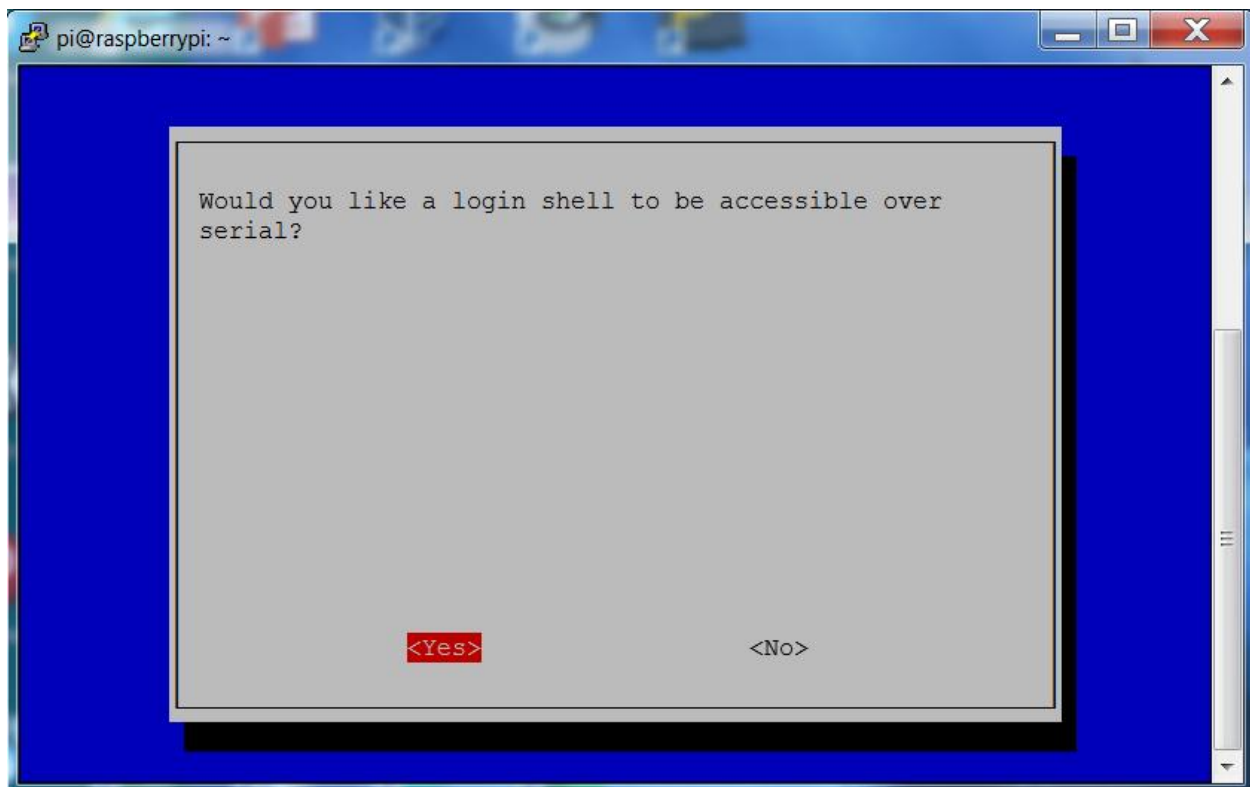 pi@raspberrypi: ~
Would you like a login shell to be accessible over
serial?
<Yes> <No>